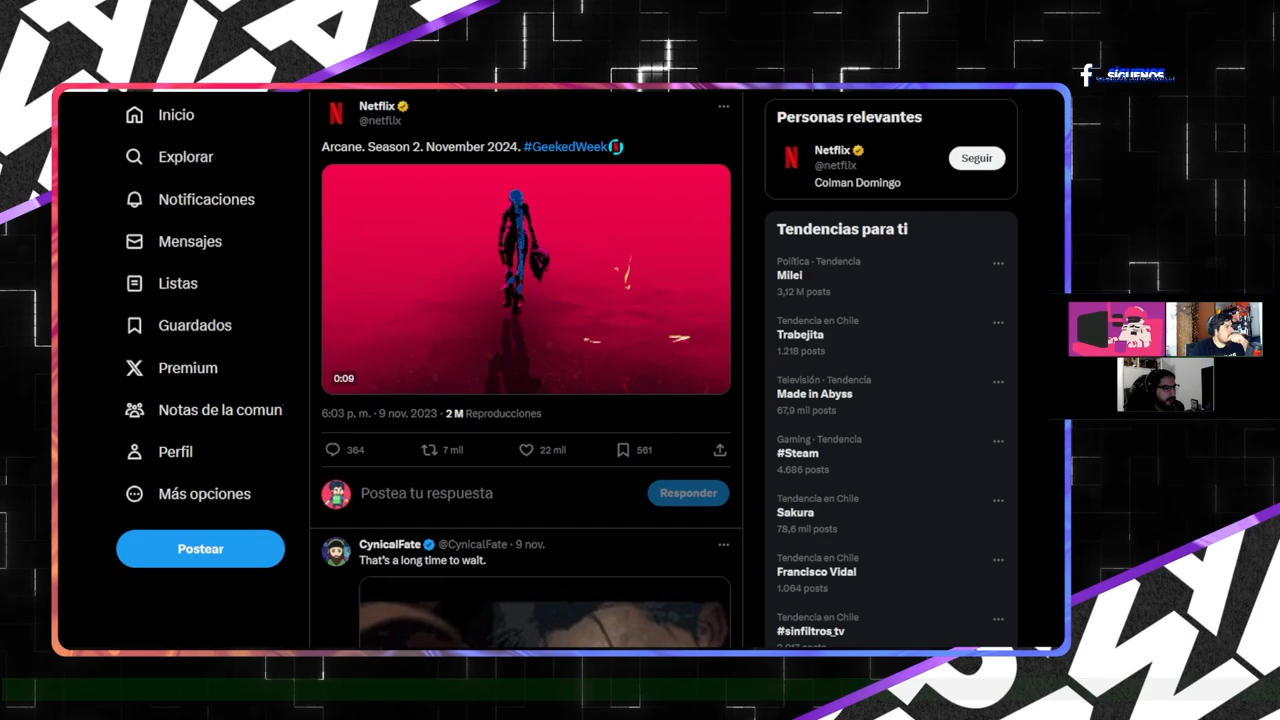 SÍGUENOS
Inicio
Explorar
Notificaciones
Mensajes
Listas
Guardados
Premium
Notas de la comun
Perfil
Más opciones
Postear
Netflix
@netflix
Arcane. Season 2. November 2024. #GeekedWeek
0:09
6:03 p. m. · 9 nov. 2023 · 2 M Reproducciones
364
7 mil
22 mil
561
Postea tu respuesta
Responder
CynicalFate @CynicalFate · 9 nov.
That's a long time to wait.
Personas relevantes
Netflix
@netflix
Seguir
Colman Domingo
Tendencias para ti
Política · Tendencia
Milei
3,12 M posts
Tendencia en Chile
Trabejita
1.218 posts
Televisión · Tendencia
Made in Abyss
67,9 mil posts
Gaming · Tendencia
#Steam
4.686 posts
Tendencia en Chile
Sakura
78,6 mil posts
Tendencia en Chile
Francisco Vidal
1.064 posts
Tendencia en Chile
#sinfiltros_tv